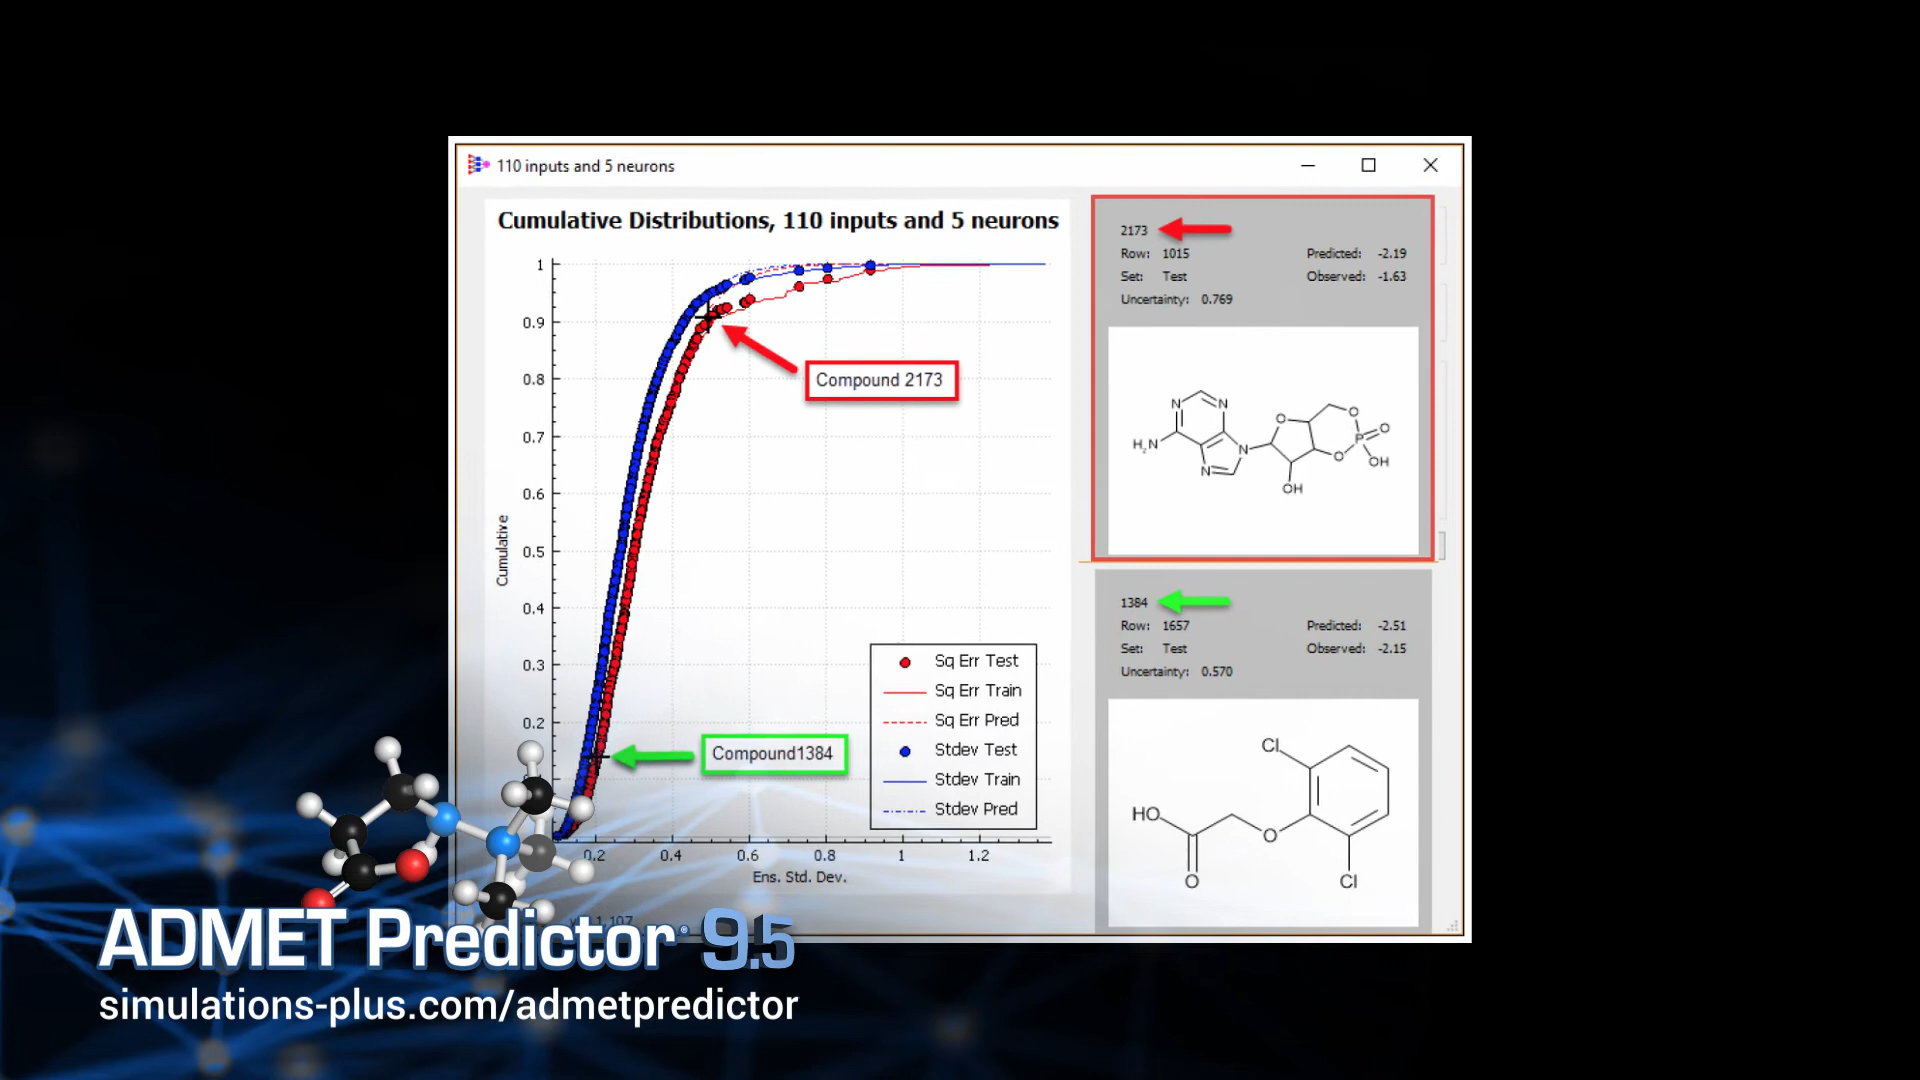 110 inputs and 5 neurons
Cumulative Distributions, 110 inputs and 5 neurons
1
0.9
0.8
0.7
0.6
0.5
0.4
0.3
0.2
Cumulative
0.2 0.4 0.6 0.8 1 1.2
Ens. Std. Dev.
Compound 2173
Compound1384
Sq Err Test
Sq Err Train
Sq Err Pred
Stdev Test
Stdev Train
Stdev Pred
2173
Row: 1015 Predicted: -2.19
Set: Test Observed: -1.63
Uncertainty: 0.769
N N
H₂N
N N
O O
P O
O OH
OH
1384
Row: 1657 Predicted: -2.51
Set: Test Observed: -2.15
Uncertainty: 0.570
Cl
HO
O
O
Cl
ADMET Predictor® 9.5
simulations-plus.com/admetpredictor